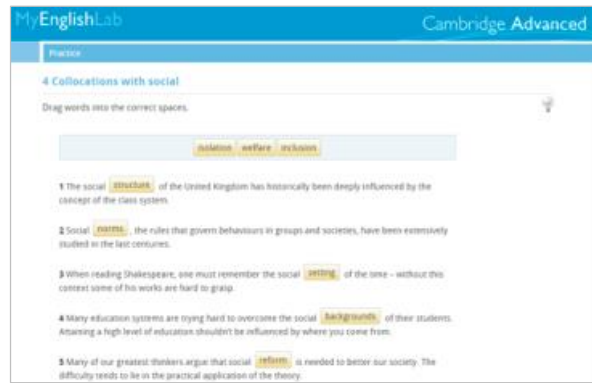 MyEnglishLab
Cambridge Advanced
Practice
4 Collocations with social
Drag words into the correct spaces.
isolation welfare inclusion
1 The social structure of the United Kingdom has historically been deeply influenced by the
concept of the class system.
2 Social norms, the rules that govern behaviours in groups and societies, have been extensively
studied in the last centuries.
3 When reading Shakespeare, one must remember the social setting of the time – without this
context some of his works are hard to grasp.
4 Many education systems are trying hard to overcome the social backgrounds of their students.
Attaining a high level of education shouldn't be influenced by where you come from.
5 Many of our greatest thinkers argue that social reform is needed to better our society. The
difficulty tends to lie in the practical application of the theory.